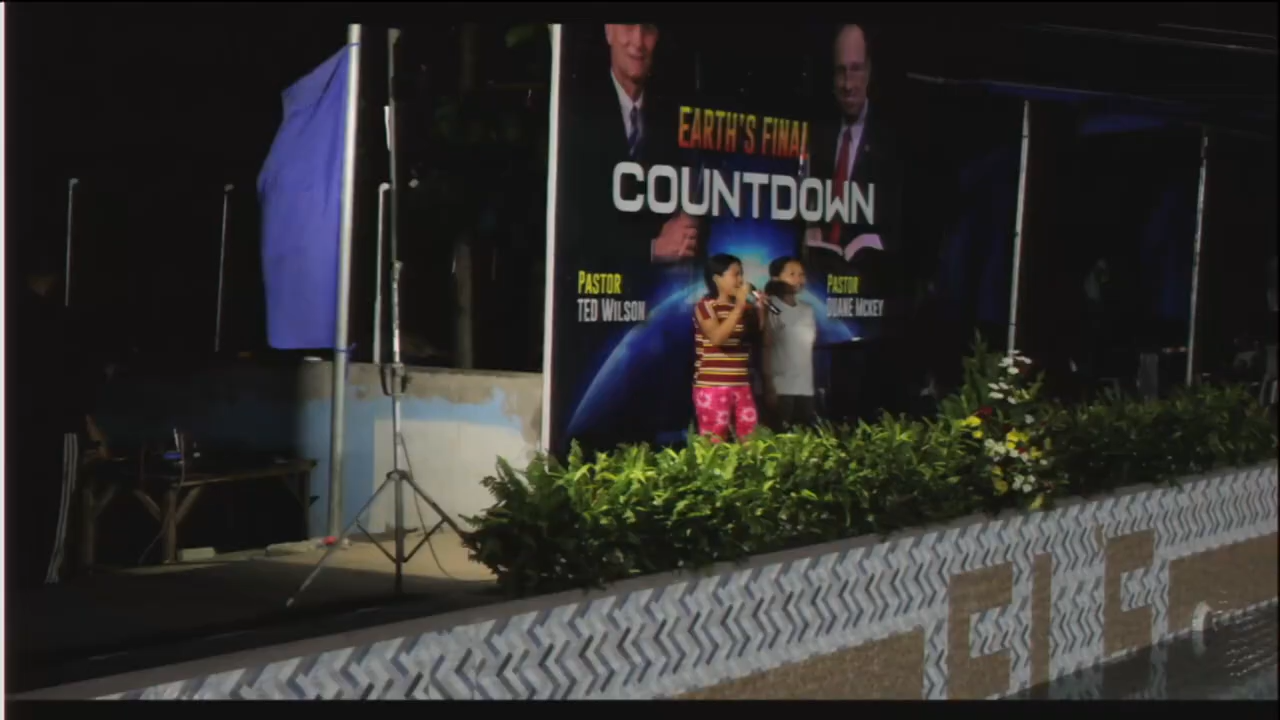 EARTH'S FINAL
COUNTDOWN
PASTOR
TED WILSON
PASTOR
DUANE MCKEY